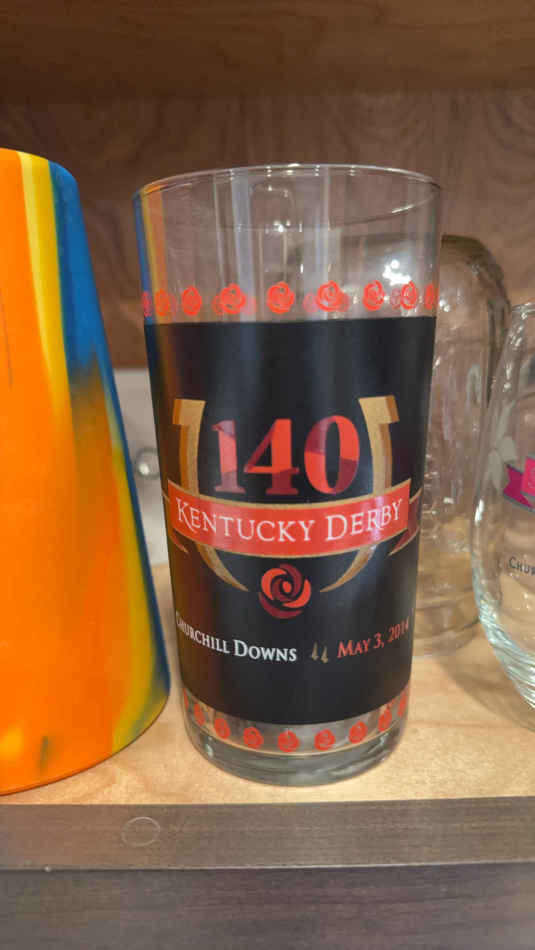 140
KENTUCKY DERBY
CHURCHILL DOWNS MAY 3, 2014